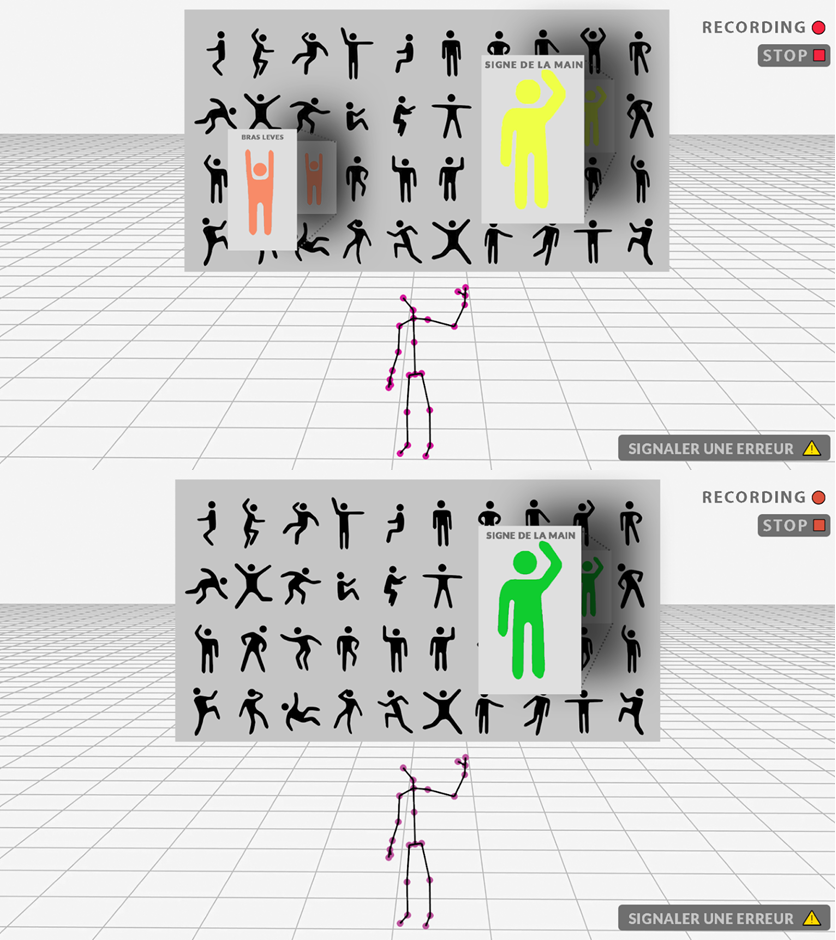 RECORDING
STOP
SIGNE DE LA MAIN
BRAS LEVES
SIGNALER UNE ERREUR
RECORDING
STOP
SIGNE DE LA MAIN
SIGNALER UNE ERREUR